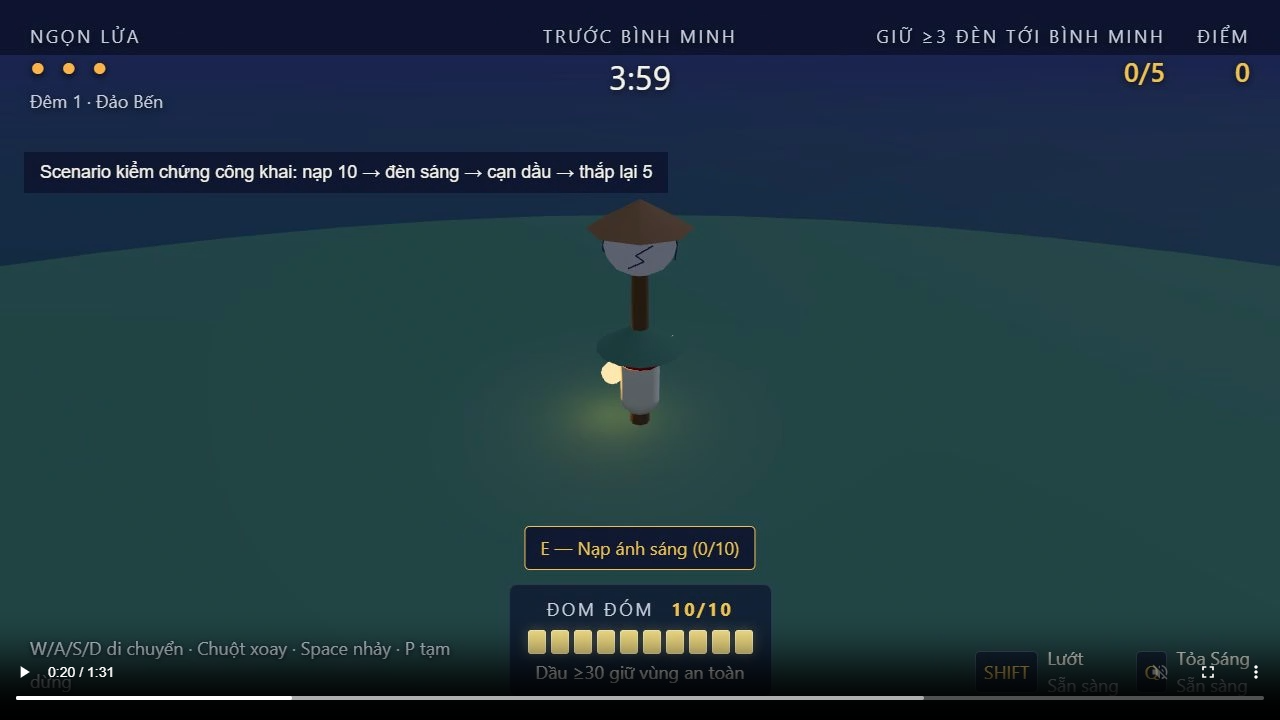 NGỌN LỬA
Đêm 1 · Đảo Bến
TRƯỚC BÌNH MINH
3:59
GIỮ ≥3 ĐÈN TỚI BÌNH MINH
0/5
ĐIỂM
0
Scenario kiểm chứng công khai: nạp 10 → đèn sáng → cạn dầu → thắp lại 5
E — Nạp ánh sáng (0/10)
ĐOM ĐÓM 10/10
Dầu ≥30 giữ vùng an toàn
W/A/S/D di chuyển · Chuột xoay · Space nhảy · P tạm
dừng
0:20 / 1:31
SHIFT
Lướt
Sẵn sàng
Tỏa Sáng
Sẵn sàng